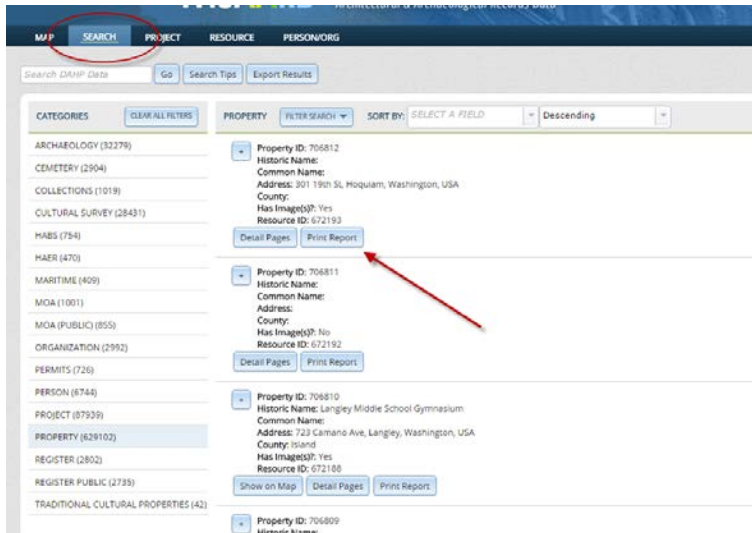 Architectural & Archaeological Records Data
MAP SEARCH PROJECT RESOURCE PERSON/ORG
Search DAHP Data Go Search Tips Export Results
CATEGORIES CLEAR ALL FILTERS
ARCHAEOLOGY (32279)
CEMETERY (2904)
COLLECTIONS (1019)
CULTURAL SURVEY (28431)
HABS (754)
HAER (470)
MARITIME (409)
MOA (1001)
MOA (PUBLIC) (855)
ORGANIZATION (2992)
PERMITS (726)
PERSON (6744)
PROJECT (87939)
PROPERTY (629102)
REGISTER (2802)
REGISTER PUBLIC (2735)
TRADITIONAL CULTURAL PROPERTIES (42)
PROPERTY FILTER SEARCH SORT BY: SELECT A FIELD Descending
Property ID: 706812
Historic Name:
Common Name:
Address: 301 19th St, Hoquiam, Washington, USA
County:
Has Image(s)?: Yes
Resource ID: 672193
Detail Pages Print Report
Property ID: 706811
Historic Name:
Common Name:
Address:
County:
Has Image(s)?: No
Resource ID: 672192
Detail Pages Print Report
Property ID: 706810
Historic Name: Langley Middle School Gymnasium
Common Name:
Address: 723 Camano Ave, Langley, Washington, USA
County: Island
Has Image(s)?: Yes
Resource ID: 672188
Show on Map Detail Pages Print Report
Property ID: 706809
Historic Name: